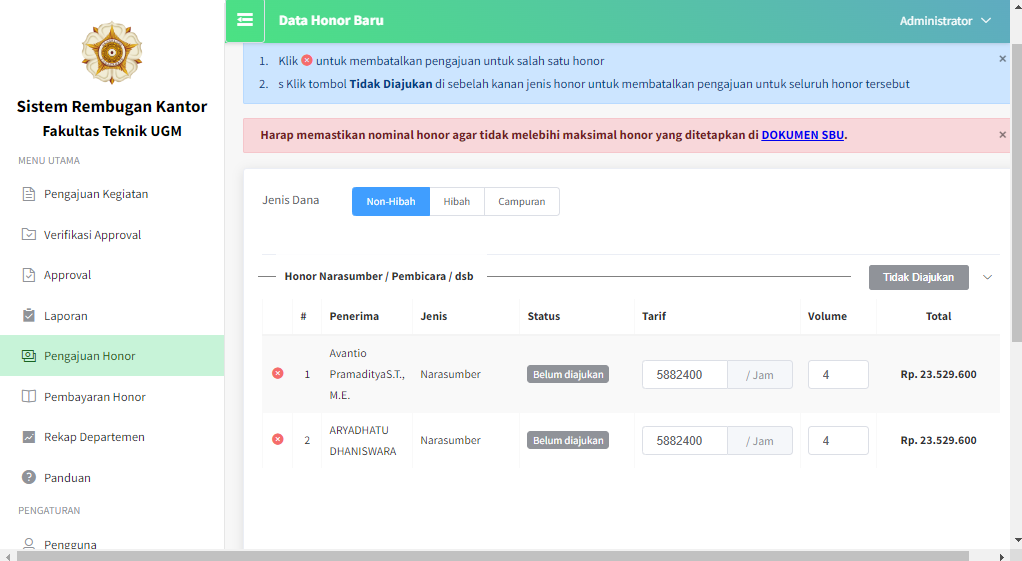 Data Honor Baru
Administrator
Sistem Rembugan Kantor
Fakultas Teknik UGM
MENU UTAMA
Pengajuan Kegiatan
Verifikasi Approval
Approval
Laporan
Pengajuan Honor
Pembayaran Honor
Rekap Departemen
Panduan
PENGATURAN
Pengguna
1. Klik untuk membatalkan pengajuan untuk salah satu honor
2. s Klik tombol Tidak Diajukan di sebelah kanan jenis honor untuk membatalkan pengajuan untuk seluruh honor tersebut
×
Harap memastikan nominal honor agar tidak melebihi maksimal honor yang ditetapkan di DOKUMEN SBU.
×
Jenis Dana Non-Hibah Hibah Campuran
Honor Narasumber / Pembicara / dsb Tidak Diajukan
# Penerima Jenis Status Tarif Volume Total
1 Avantio PramadityaS.T., M.E. Narasumber Belum diajukan 5882400 / Jam 4 Rp. 23.529.600
2 ARYADHATU DHANISWARA Narasumber Belum diajukan 5882400 / Jam 4 Rp. 23.529.600